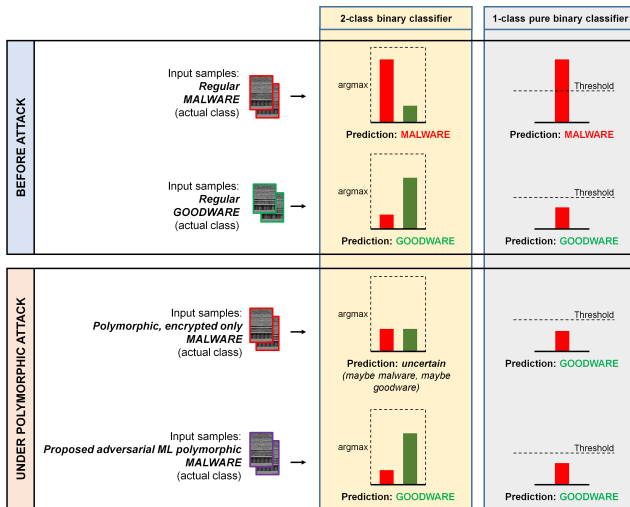 2-class binary classifier
1-class pure binary classifier
BEFORE ATTACK
Input samples:
Regular
MALWARE
(actual class)
argmax
Prediction: MALWARE
Threshold
Prediction: MALWARE
Input samples:
Regular
GOODWARE
(actual class)
argmax
Prediction: GOODWARE
Threshold
Prediction: GOODWARE
UNDER POLYMORPHIC ATTACK
Input samples:
Polymorphic, encrypted only
MALWARE
(actual class)
argmax
Prediction: uncertain
(maybe malware, maybe
goodware)
Threshold
Prediction: GOODWARE
Input samples:
Proposed adversarial ML polymorphic
MALWARE
(actual class)
argmax
Prediction: GOODWARE
Threshold
Prediction: GOODWARE